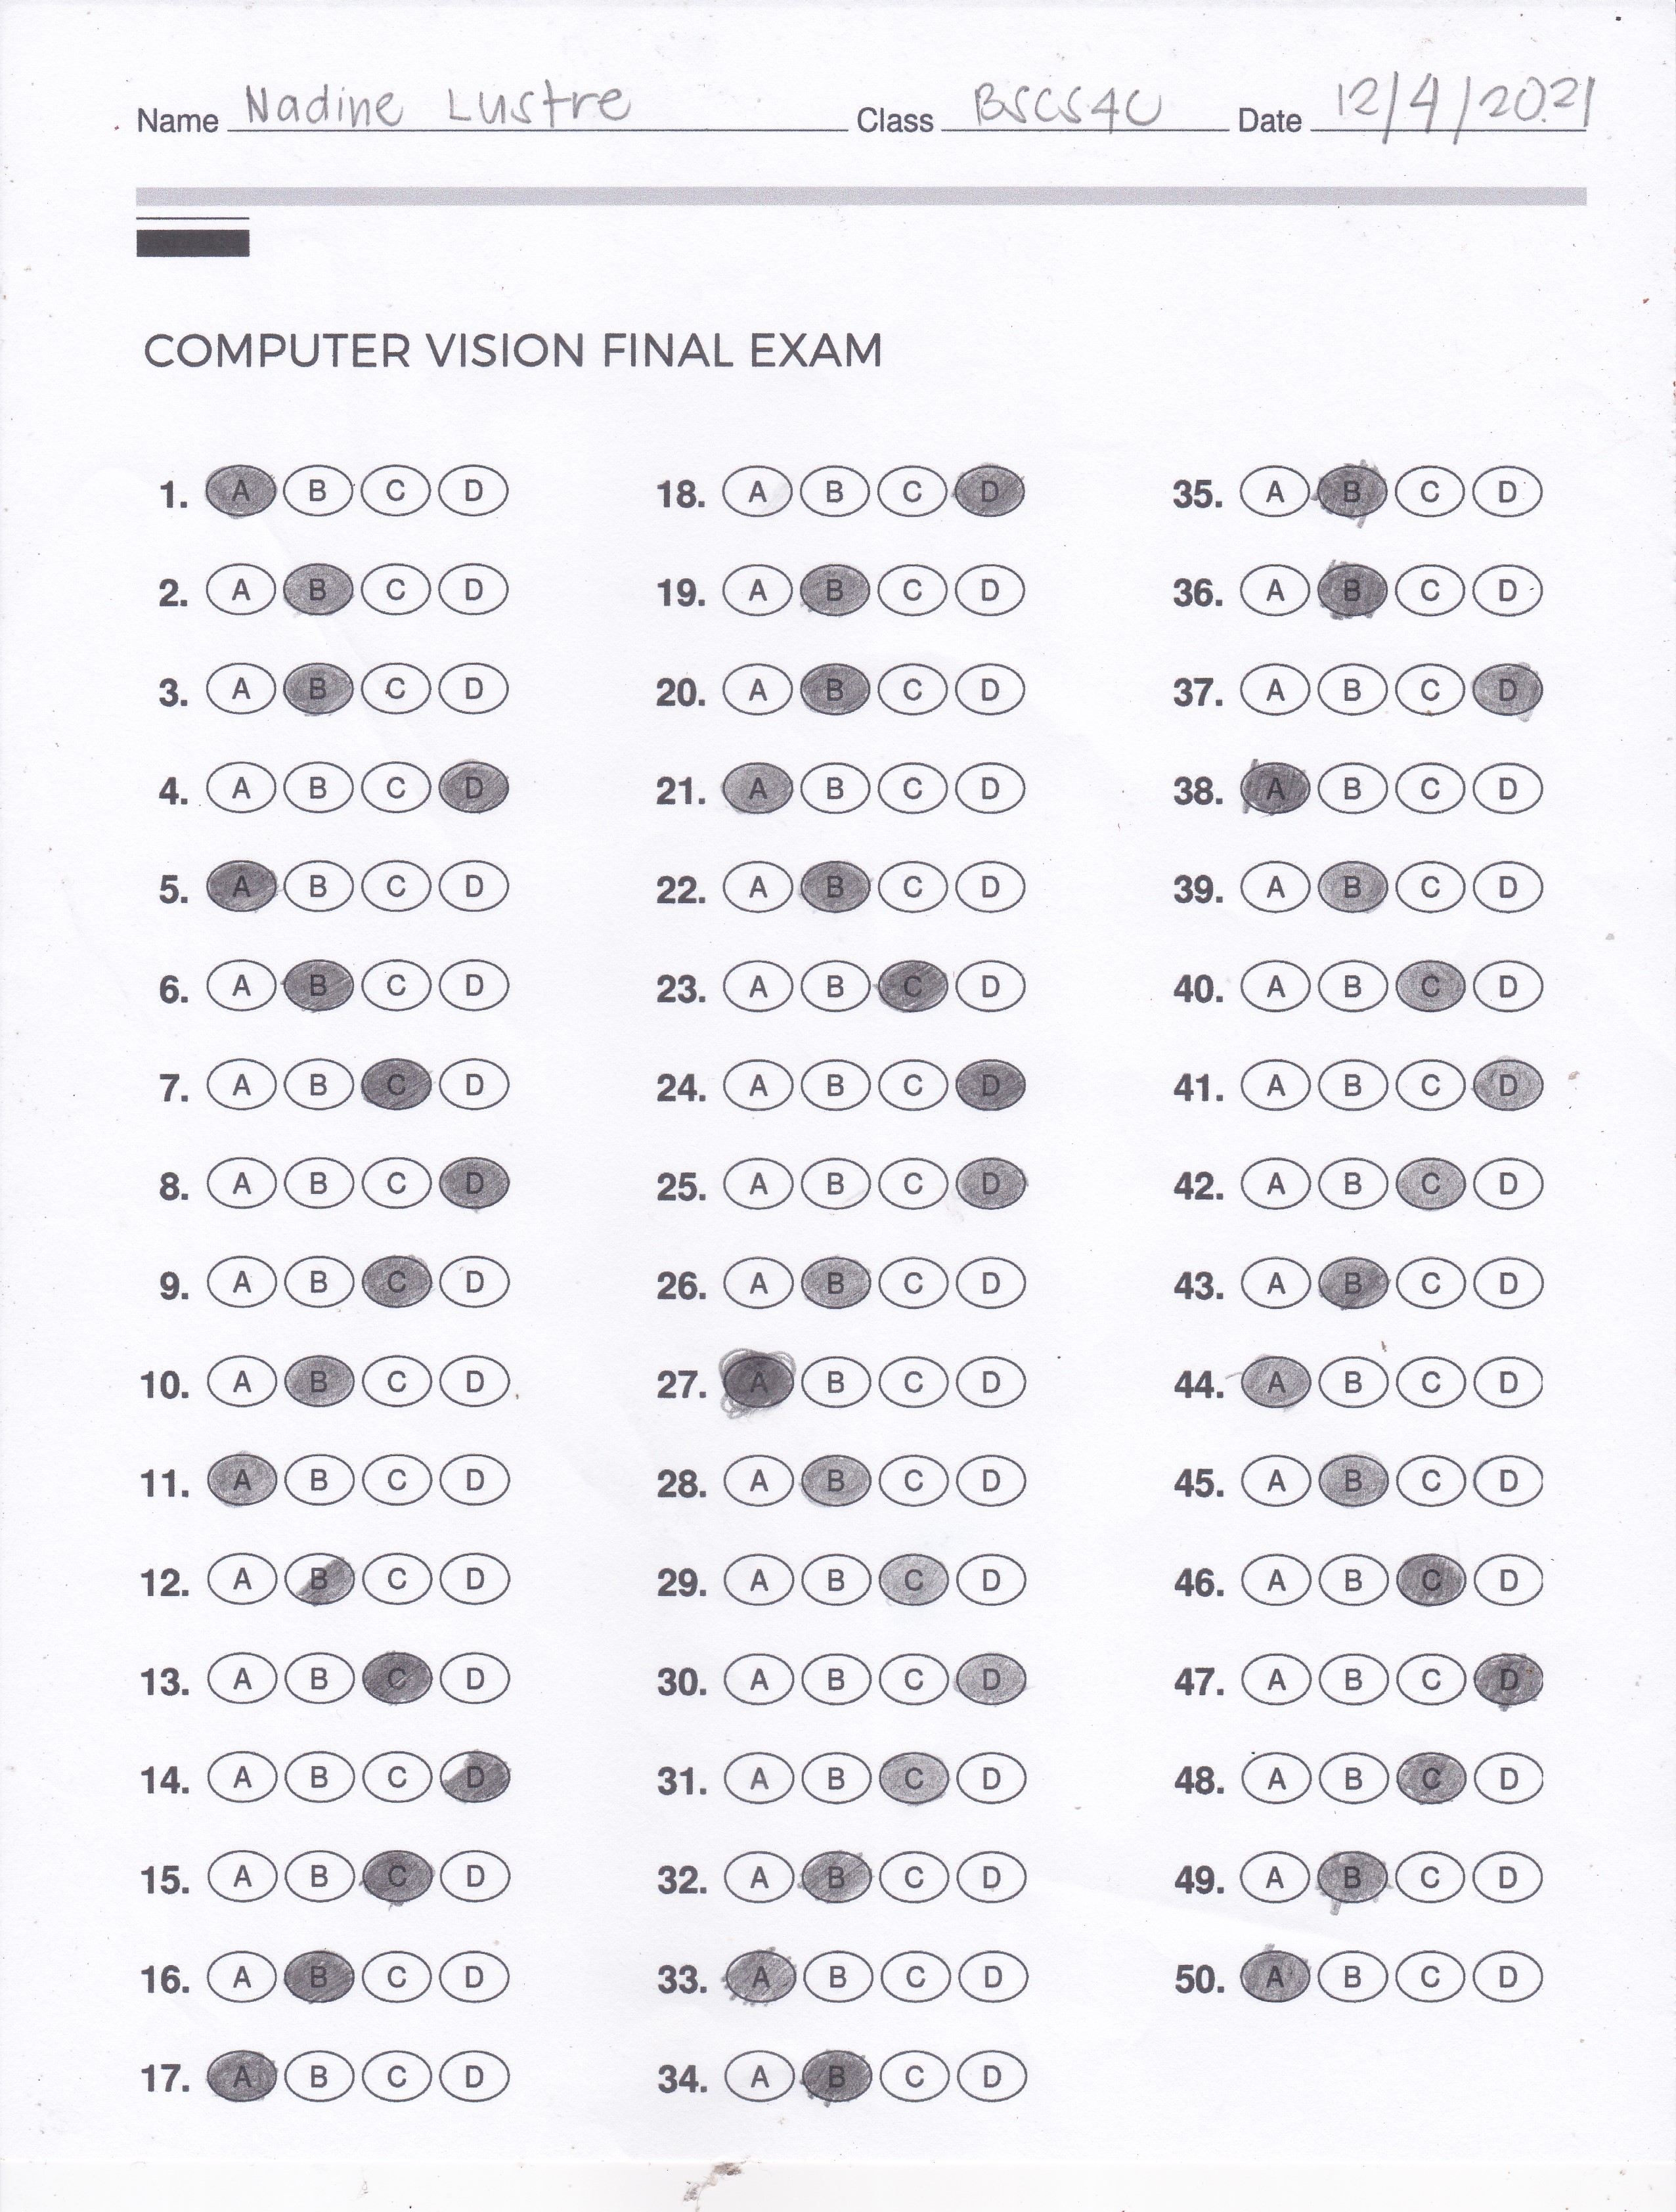 Name Nadine Lustre Class BSCS4C Date 12/4/2021
COMPUTER VISION FINAL EXAM
1. A B C D
2. A B C D
3. A B C D
4. A B C D
5. A B C D
6. A B C D
7. A B C D
8. A B C D
9. A B C D
10. A B C D
11. A B C D
12. A B C D
13. A B C D
14. A B C D
15. A B C D
16. A B C D
17. A B C D
18. A B C D
19. A B C D
20. A B C D
21. A B C D
22. A B C D
23. A B C D
24. A B C D
25. A B C D
26. A B C D
27. A B C D
28. A B C D
29. A B C D
30. A B C D
31. A B C D
32. A B C D
33. A B C D
34. A B C D
35. A B C D
36. A B C D
37. A B C D
38. A B C D
39. A B C D
40. A B C D
41. A B C D
42. A B C D
43. A B C D
44. A B C D
45. A B C D
46. A B C D
47. A B C D
48. A B C D
49. A B C D
50. A B C D